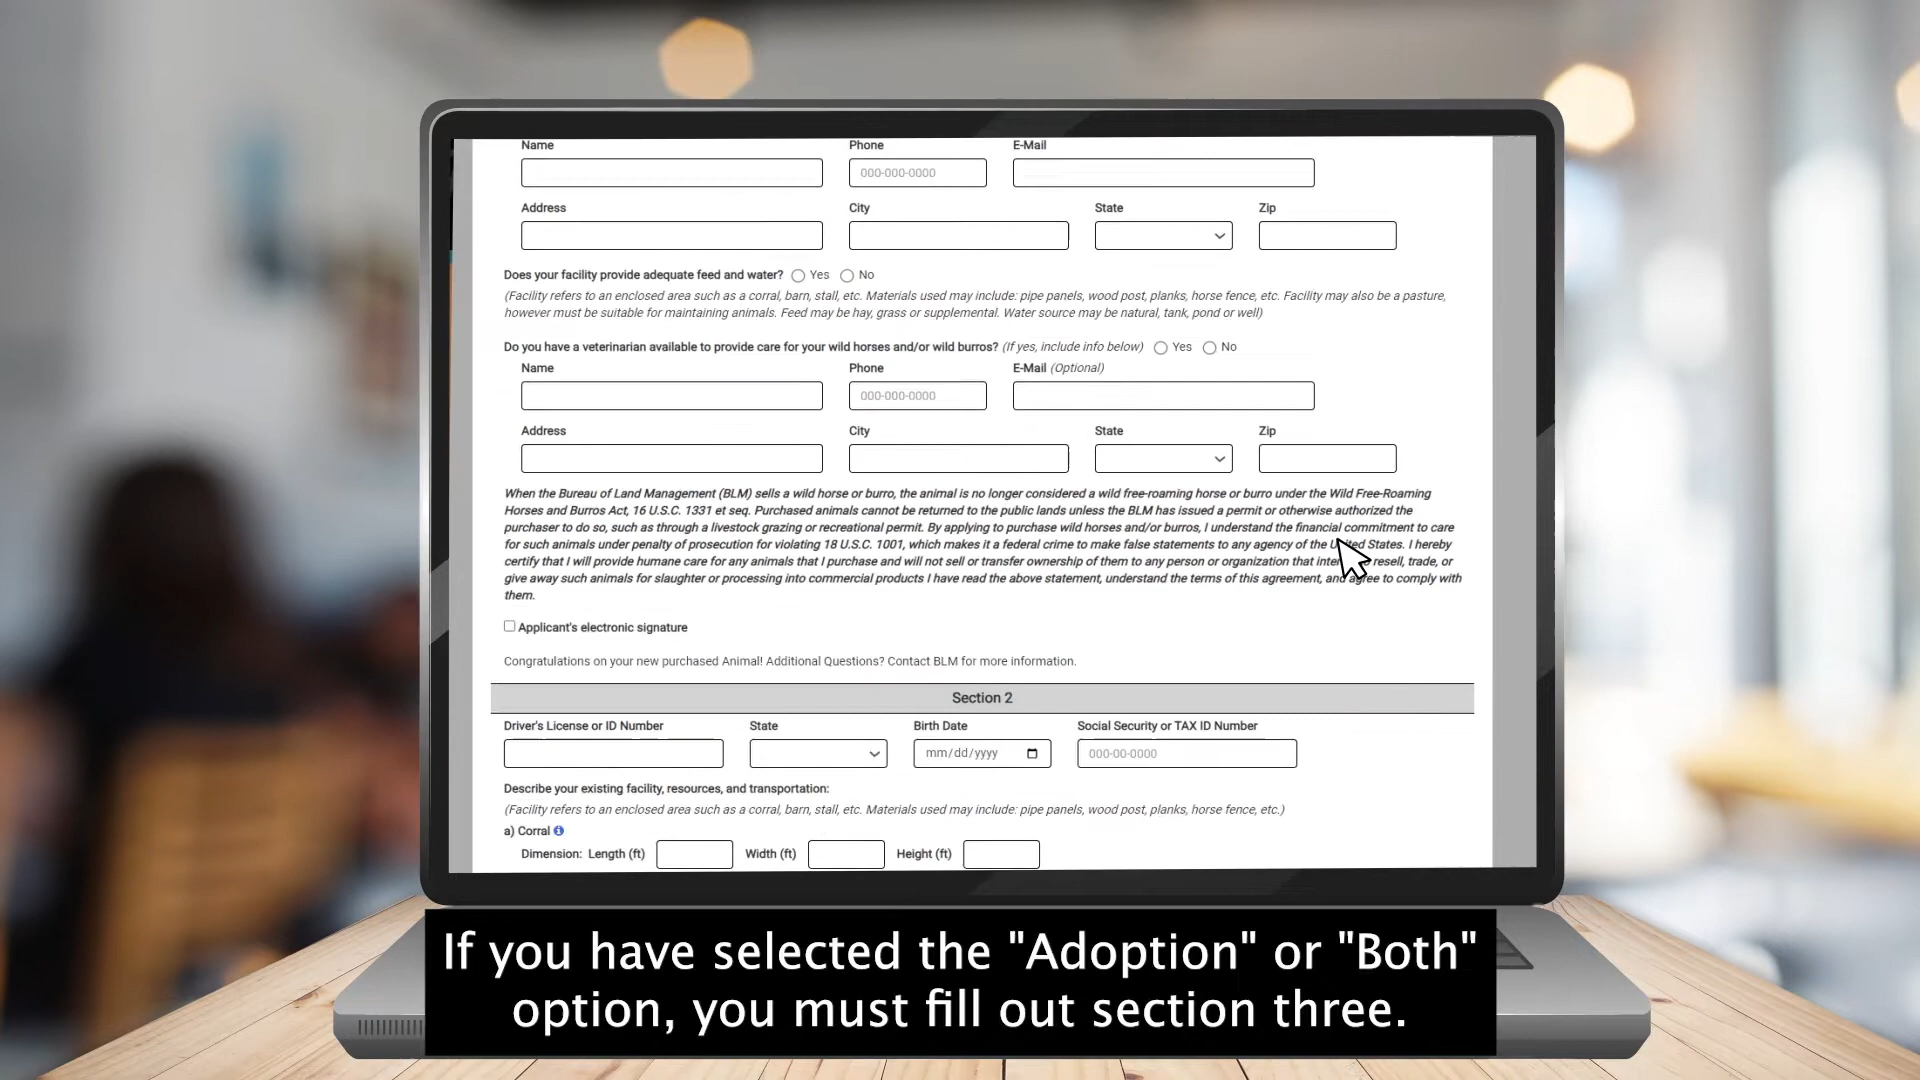 Name Phone E-Mail
000-000-0000
Address City State Zip
Does your facility provide adequate feed and water? Yes No
(Facility refers to an enclosed area such as a corral, barn, stall, etc. Materials used may include: pipe panels, wood post, planks, horse fence, etc. Facility may also be a pasture,
however must be suitable for maintaining animals. Feed may be hay, grass or supplemental. Water source may be natural, tank, pond or well)
Do you have a veterinarian available to provide care for your wild horses and/or wild burros? (If yes, include info below) Yes No
Name Phone E-Mail (Optional)
000-000-0000
Address City State Zip
When the Bureau of Land Management (BLM) sells a wild horse or burro, the animal is no longer considered a wild free-roaming horse or burro under the Wild Free-Roaming
Horses and Burros Act, 16 U.S.C. 1331 et seq. Purchased animals cannot be returned to the public lands unless the BLM has issued a permit or otherwise authorized the
purchaser to do so, such as through a livestock grazing or recreational permit. By applying to purchase wild horses and/or burros, I understand the financial commitment to care
for such animals under penalty of prosecution for violating 18 U.S.C. 1001, which makes it a federal crime to make false statements to any agency of the United States. I hereby
certify that I will provide humane care for any animals that I purchase and will not sell or transfer ownership of them to any person or organization that resell, trade, or
give away such animals for slaughter or processing into commercial products I have read the above statement, understand the terms of this agreement, and agree to comply with
them.
Applicant's electronic signature
Congratulations on your new purchased Animal! Additional Questions? Contact BLM for more information.
Section 2
Driver's License or ID Number State Birth Date Social Security or TAX ID Number
mm/dd/yyyy 000-00-0000
Describe your existing facility, resources, and transportation:
(Facility refers to an enclosed area such as a corral, barn, stall, etc. Materials used may include: pipe panels, wood post, planks, horse fence, etc.)
a) Corral
Dimension: Length (ft) Width (ft) Height (ft)
If you have selected the "Adoption" or "Both"
option, you must fill out section three.